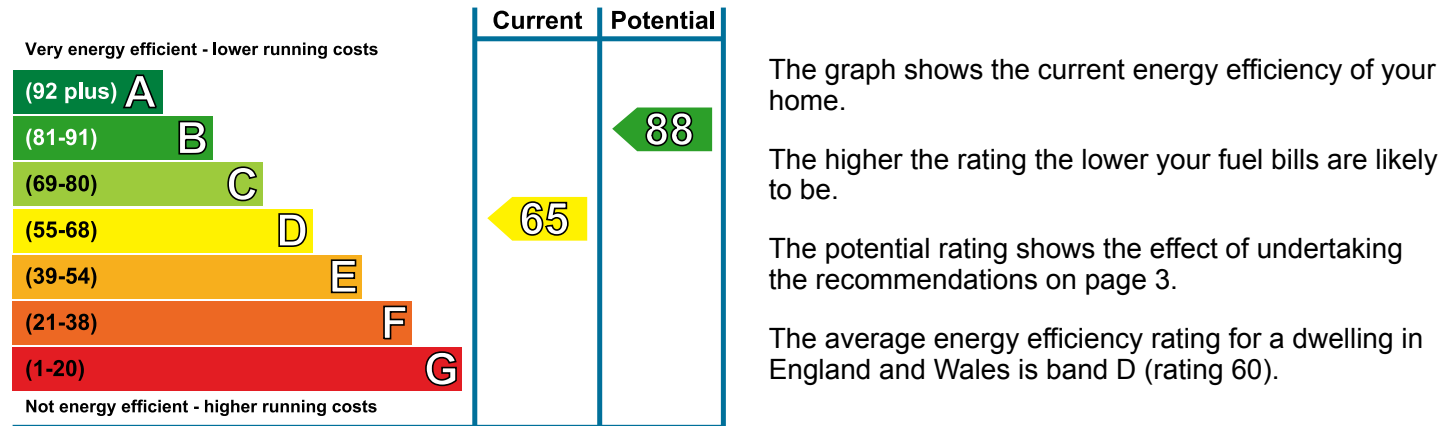 Current Potential
Very energy efficient - lower running costs
(92 plus) A
(81-91) B
88
(69-80) C
(55-68) D
65
(39-54) E
(21-38) F
(1-20) G
Not energy efficient - higher running costs
The graph shows the current energy efficiency of your
home.
The higher the rating the lower your fuel bills are likely
to be.
The potential rating shows the effect of undertaking
the recommendations on page 3.
The average energy efficiency rating for a dwelling in
England and Wales is band D (rating 60).